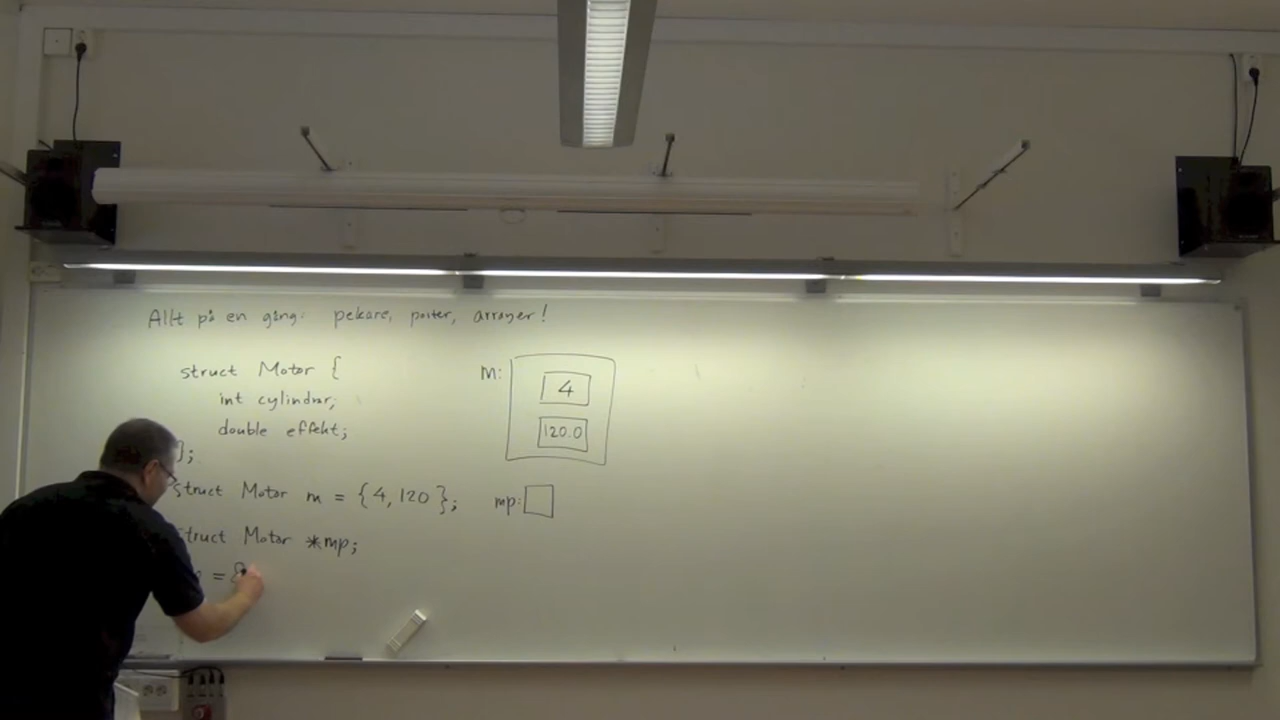 Allt på en gång: pekare, poster, arrayer!
struct Motor {
int cylindrar;
double effekt;
};
struct Motor m = {4, 120};
struct Motor *mp;
= &
m:
4
120.0
mp: